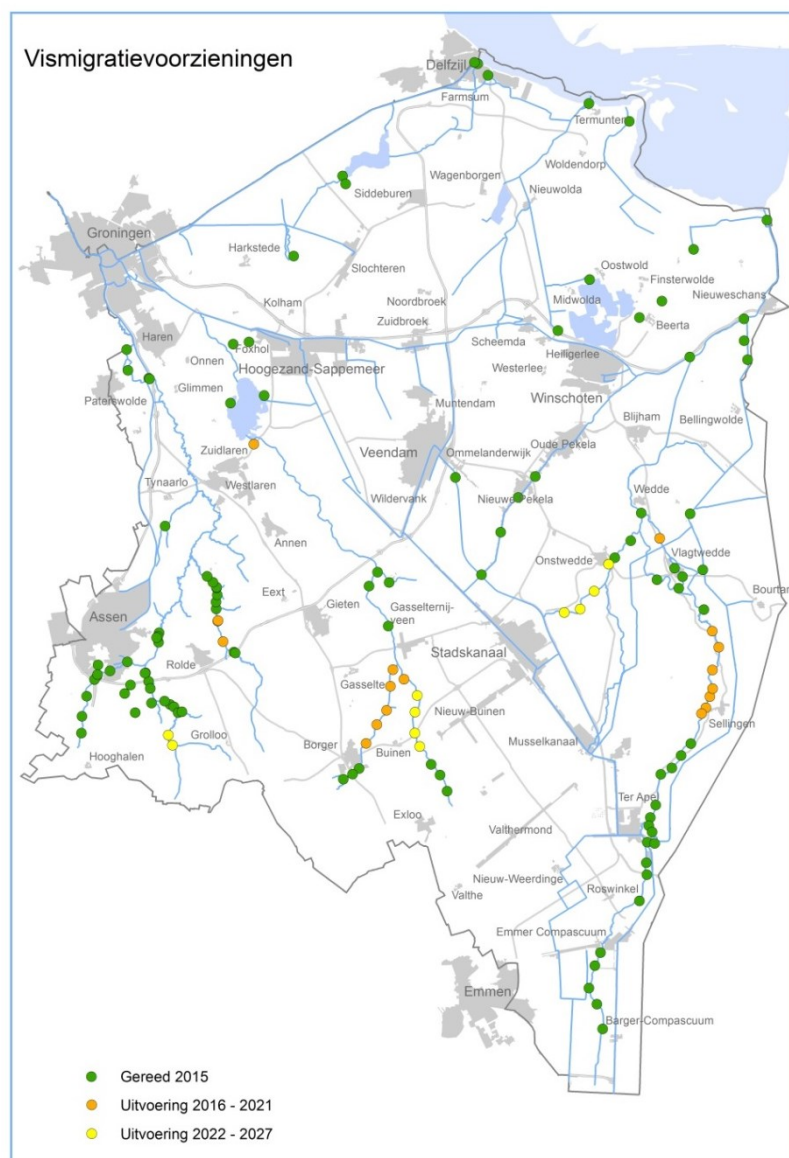 Vismigratievoorzieningen
Delfzijl
Farmsum
Termunten
Woldendorp
Wagenborgen
Siddeburen
Nieuwolda
Groningen
Harkstede
Slochteren
Oostwold
Finsterwolde
Kolham
Noordbroek
Midwolda
Nieuweschans
Zuidbroek
Scheemda
Beerta
Haren
Onnen
Foxhol
Hoogezand-Sappemeer
Heiligerlee
Westerlee
Glimmen
Paterswolde
Muntendam
Winschoten
Blijham
Bellingwolde
Zuidlaren
Veendam
Ommelanderwijk
Oude Pekela
Tynaarlo
Westlaren
Wildervank
Nieuwe Pekela
Wedde
Annen
Onstwedde
Vlagtwedde
Eext
Bourtan
Assen
Gieten
Gasselternij-
veen
Rolde
Stadskanaal
Gasselte
Nieuw-Buinen
Sellingen
Grolloo
Hooghalen
Borger
Buinen
Musselkanaal
Exloo
Ter Apel
Valthermond
Nieuw-Weerdinge
Valthe
Roswinkel
Emmer Compascuum
Emmen
Barger-Compascuum
Gereed 2015
Uitvoering 2016 - 2021
Uitvoering 2022 - 2027